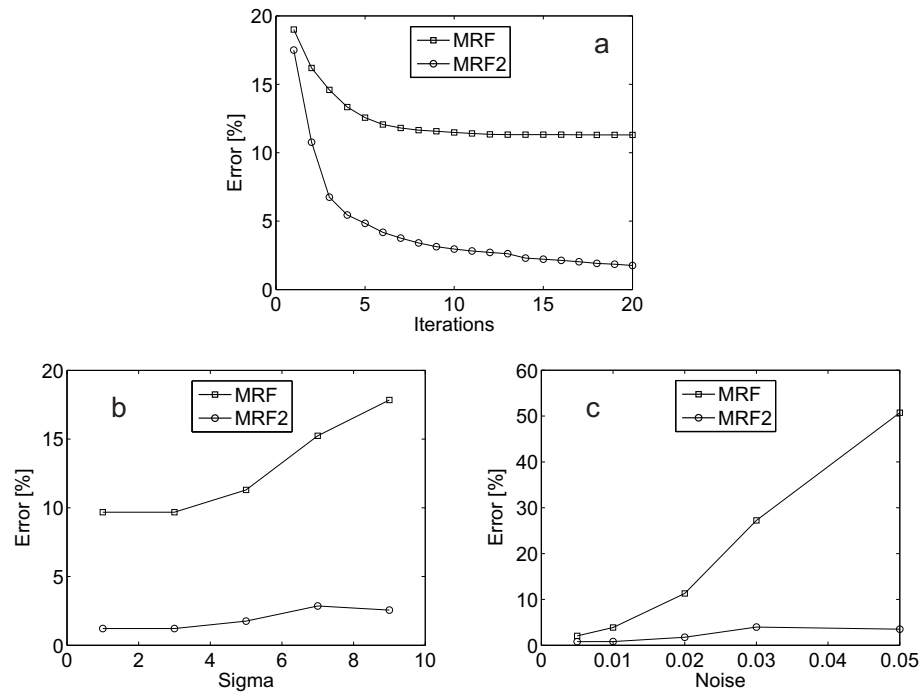 20
15
10
5
0
Error [%]
MRF
MRF2
a
0 5 10 15 20
Iterations
20
15
10
5
0
Error [%]
b
MRF
MRF2
0 2 4 6 8 10
Sigma
60
50
40
30
20
10
0
Error [%]
c
MRF
MRF2
0 0.01 0.02 0.03 0.04 0.05
Noise